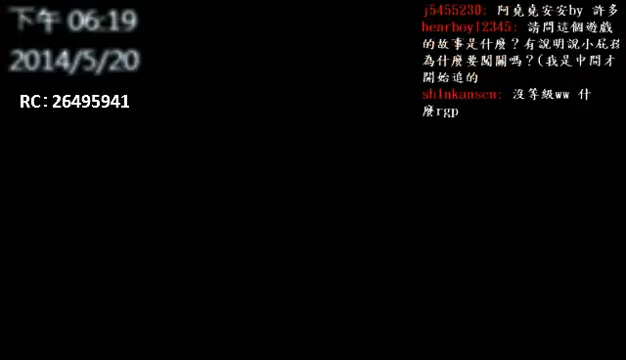 下午 06:19
2014/5/20
RC: 26495941
j5455230: 阿堯堯安安by 許多
henrboy12345: 請問這個遊戲
的故事是什麼？有說明說小屁孩
為什麼要闖關嗎？(我是中間才
開始追的
sh1nkansen: 沒等級ww 什
麼rgp